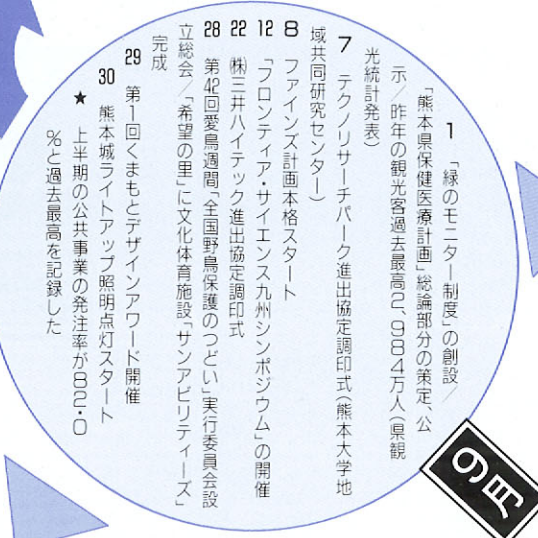 9月
1 「緑のモニター制度」の創設／
「熊本県保健医療計画」総論部分の策定、公
示／昨年の観光客過去最高2、984万人(県観
光統計発表)
7 テクノリサーチパーク進出協定調印式(熊本大学地
域共同研究センター)
8 ファインズ計画本格スタート
12 「フロンティア・サイエンス九州シンポジウム」の開催
22 ㈱三井ハイテック進出協定調印式
28 第42回愛鳥週間「全国野鳥保護のつどい」実行委員会設
立総会／「希望の里」に文化体育施設「サンアビリティーズ」
完成
29 第1回くまもとデザインアワード開催
30 熊本城ライトアップ照明点灯スタート
★ 上半期の公共事業の発注率が82・0
%と過去最高を記録した